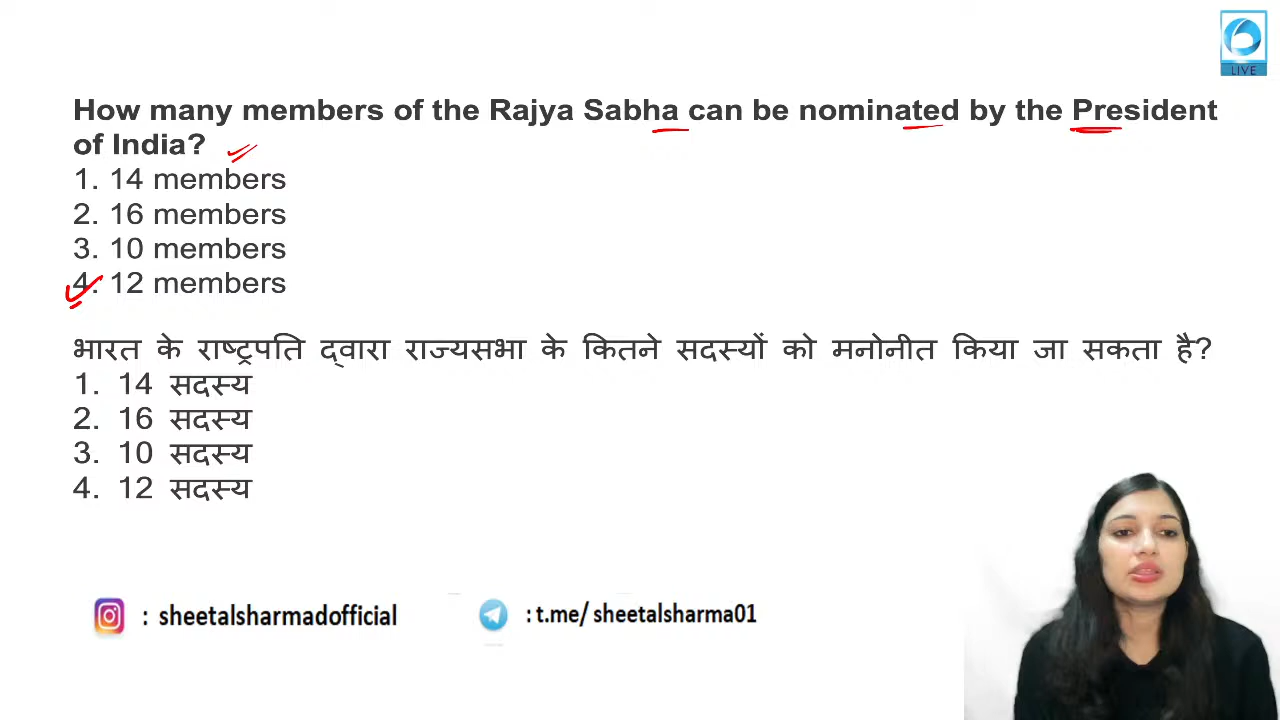 LIVE
How many members of the Rajya Sabha can be nominated by the President
of India?
1. 14 members
2. 16 members
3. 10 members
4. 12 members
भारत के राष्ट्रपति द्वारा राज्यसभा के कितने सदस्यों को मनोनीत किया जा सकता है?
1. 14 सदस्य
2. 16 सदस्य
3. 10 सदस्य
4. 12 सदस्य
: sheetalsharmadofficial
: t.me/ sheetalsharma01